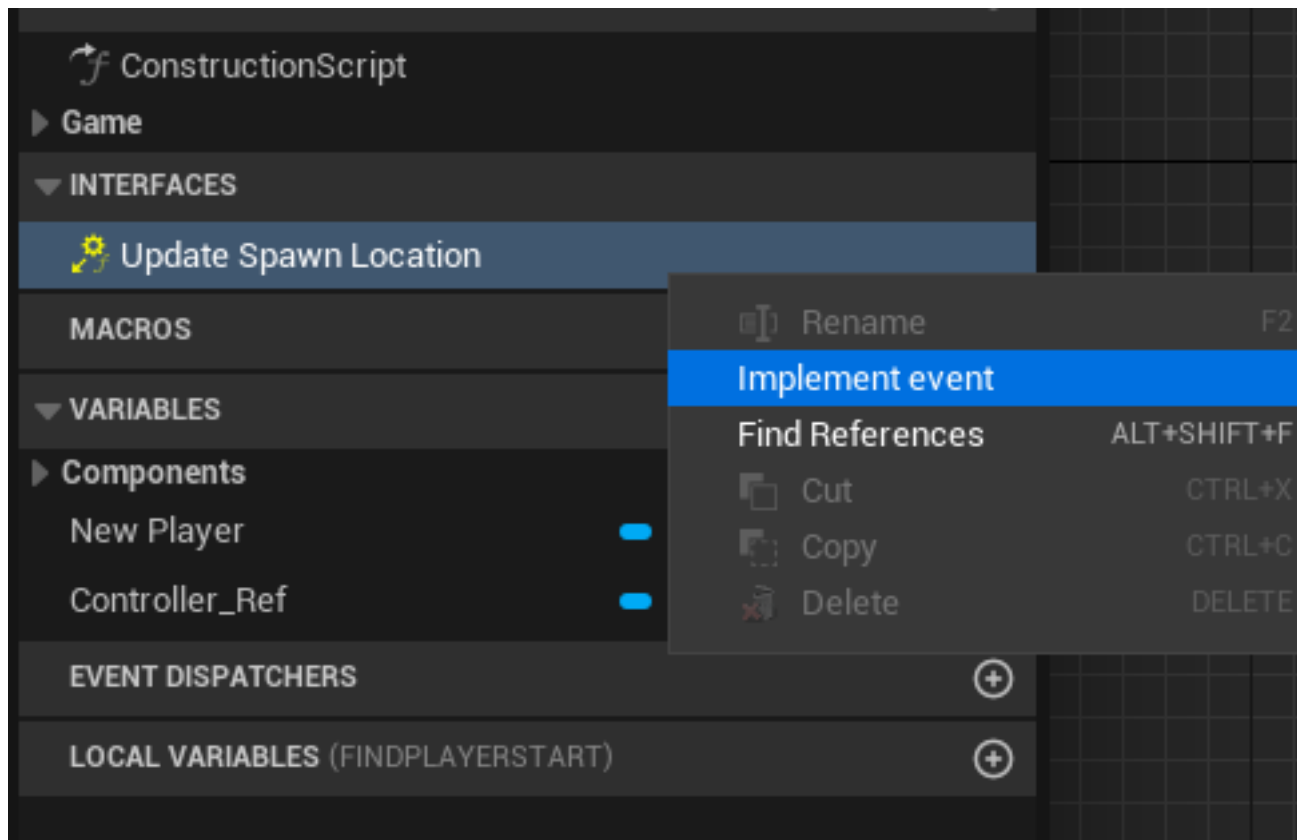 ConstructionScript
Game
INTERFACES
Update Spawn Location
MACROS
VARIABLES
Components
New Player
Controller_Ref
EVENT DISPATCHERS
LOCAL VARIABLES (FINDPLAYERSTART)
Rename F2
Implement event
Find References ALT+SHIFT+F
Cut CTRL+X
Copy CTRL+C
Delete DELETE